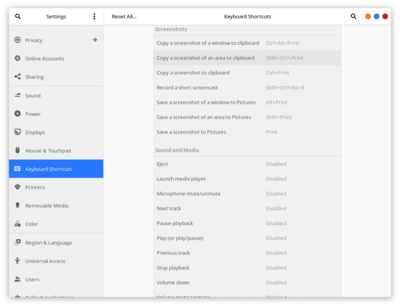 Settings
Reset All...
Keyboard Shortcuts
Privacy
Online Accounts
Sharing
Sound
Power
Displays
Mouse & Touchpad
Keyboard Shortcuts
Printers
Removable Media
Color
Region & Language
Universal Access
Users
Screenshots
Copy a screenshot of a window to clipboard Ctrl+Alt+Print
Copy a screenshot of an area to clipboard Shift+Ctrl+Print
Copy a screenshot to clipboard Ctrl+Print
Record a short screencast Shift+Ctrl+Alt+R
Save a screenshot of a window to Pictures Alt+Print
Save a screenshot of an area to Pictures Shift+Print
Save a screenshot to Pictures Print
Sound and Media
Eject Disabled
Launch media player Disabled
Microphone mute/unmute Disabled
Next track Disabled
Pause playback Disabled
Play (or play/pause) Disabled
Previous track Disabled
Stop playback Disabled
Volume down Disabled